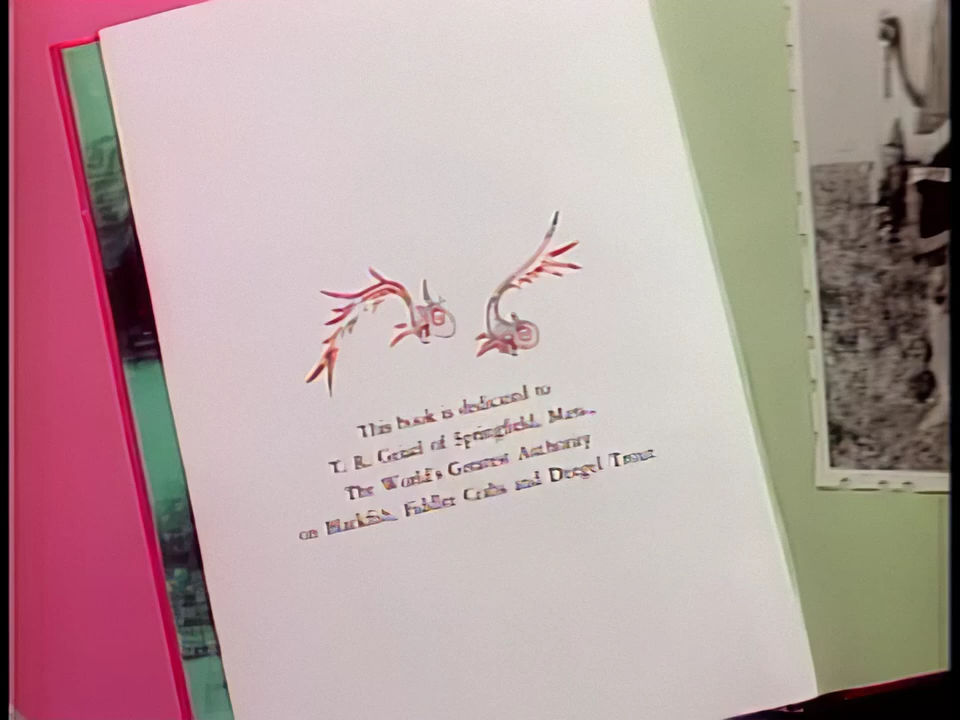 This book is dedicated to
T. R. Geisel of Springfield, Mass.,
The World's Greatest Authority
on Blackfish, Fiddler Crabs and Deegel Trout